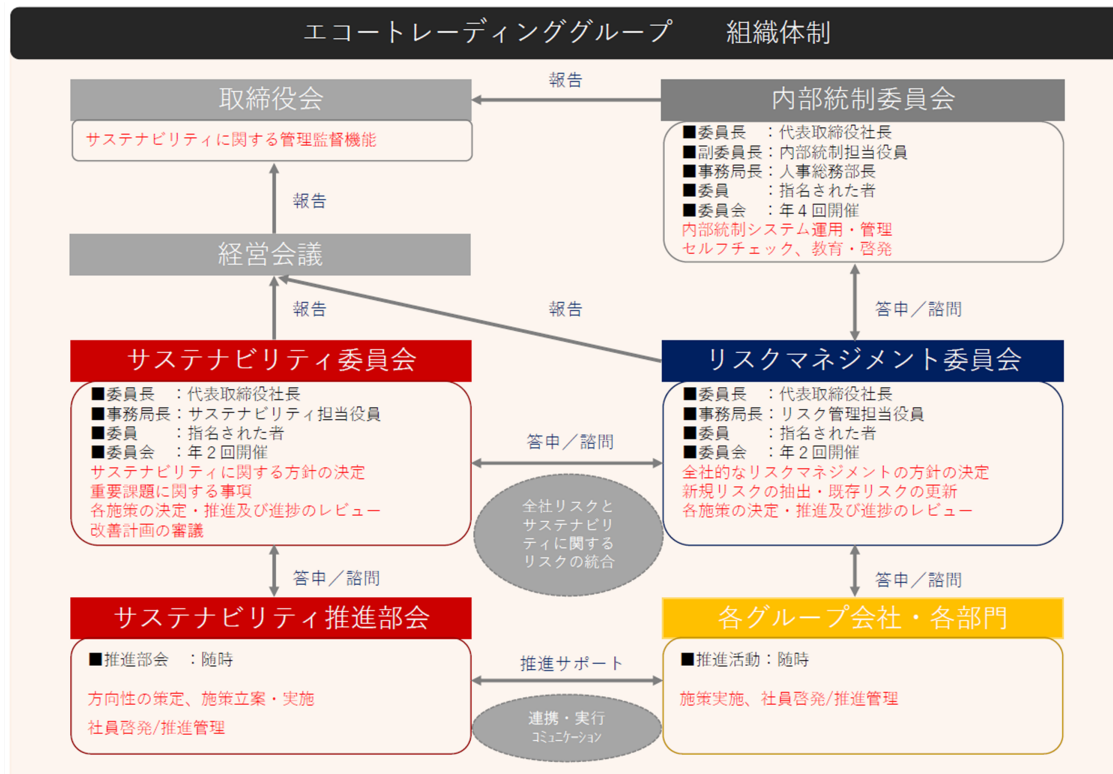 エコートレーディンググループ　　組織体制
取締役会
サステナビリティに関する管理監督機能
報告
内部統制委員会
■委員長　：代表取締役社長
■副委員長：内部統制担当役員
■事務局長：人事総務部長
■委員　　：指名された者
■委員会　：年４回開催
内部統制システム運用・管理
セルフチェック、教育・啓発
報告
経営会議
報告
報告
答申／諮問
サステナビリティ委員会
■委員長　：代表取締役社長
■事務局長：サステナビリティ担当役員
■委員　　：指名された者
■委員会　：年２回開催
サステナビリティに関する方針の決定
重要課題に関する事項
各施策の決定・推進及び進捗のレビュー
改善計画の審議
答申／諮問
全社リスクと
サステナビリ
ティに関する
リスクの統合
リスクマネジメント委員会
■委員長　：代表取締役社長
■事務局長：リスク管理担当役員
■委員　　：指名された者
■委員会　：年２回開催
全社的なリスクマネジメントの方針の決定
新規リスクの抽出・既存リスクの更新
各施策の決定・推進及び進捗のレビュー
答申／諮問
答申／諮問
サステナビリティ推進部会
■推進部会　：随時
方向性の策定、施策立案・実施
社員啓発/推進管理
推進サポート
連携・実行
ｺﾐｭﾆｹｰｼｮﾝ
各グループ会社・各部門
■推進活動：随時
施策実施、社員啓発/推進管理